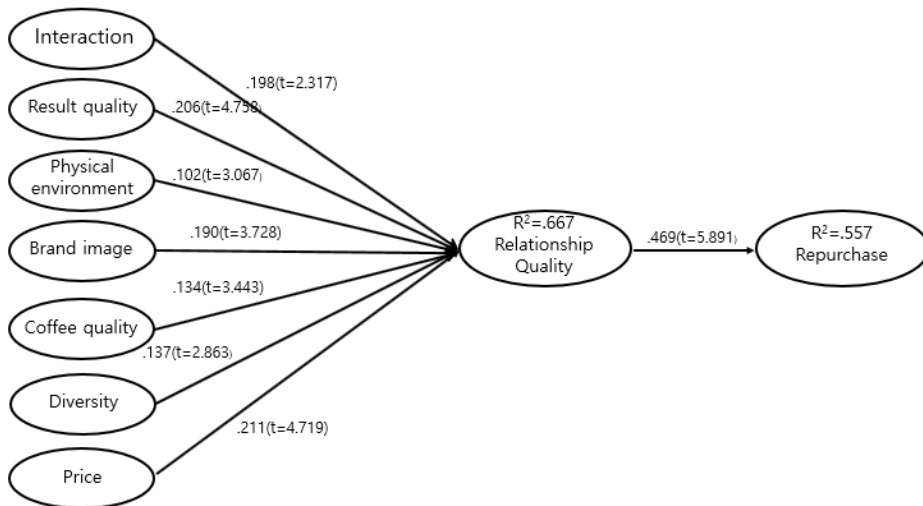 Interaction
.198(t=2.317)
Result quality
.206(t=4.758)
Physical
environment
.102(t=3.067)
Brand image
.190(t=3.728)
R²=.667
Relationship
Quality
.469(t=5.891)
R²=.557
Repurchase
.134(t=3.443)
Coffee quality
.137(t=2.863)
Diversity
.211(t=4.719)
Price